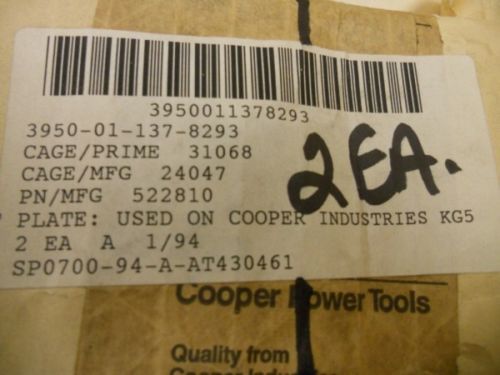 3950011378293
3950-01-137-8293
CAGE/PRIME 31068
CAGE/MFG 24047
PN/MFG 522810
PLATE: USED ON COOPER INDUSTRIES KG5
2 EA A 1/94
SP0700-94-A-AT430461
2 EA.
Cooper Power Tools
Quality from
Cooper